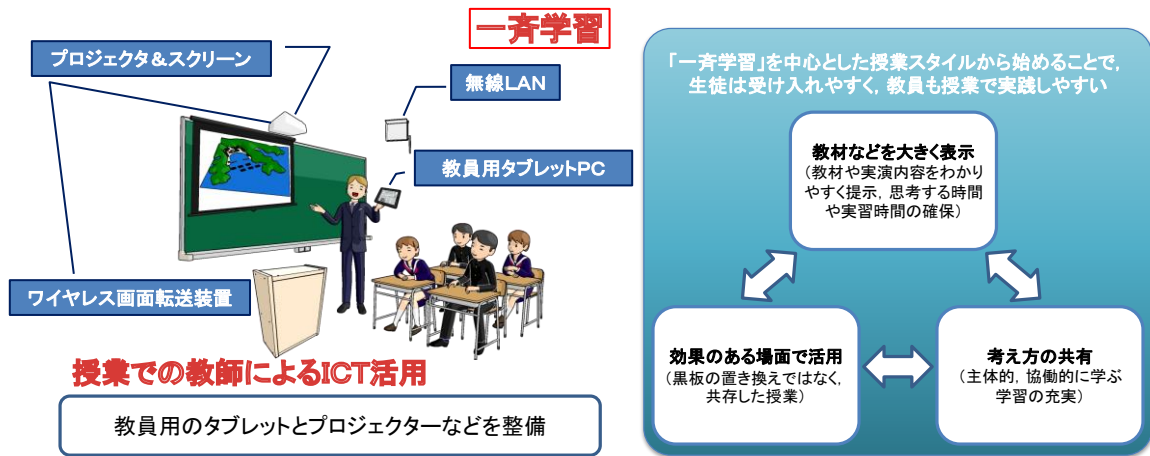 一斉学習
プロジェクタ&スクリーン
無線LAN
教員用タブレットPC
ワイヤレス画面転送装置
授業での教師によるICT活用
教員用のタブレットとプロジェクターなどを整備
「一斉学習」を中心とした授業スタイルから始めることで,
生徒は受け入れやすく, 教員も授業で実践しやすい
教材などを大きく表示
(教材や実演内容をわかり
やすく提示, 思考する時間
や実習時間の確保)
効果のある場面で活用
(黒板の置き換えではなく,
共存した授業)
考え方の共有
(主体的, 協働的に学ぶ
学習の充実)